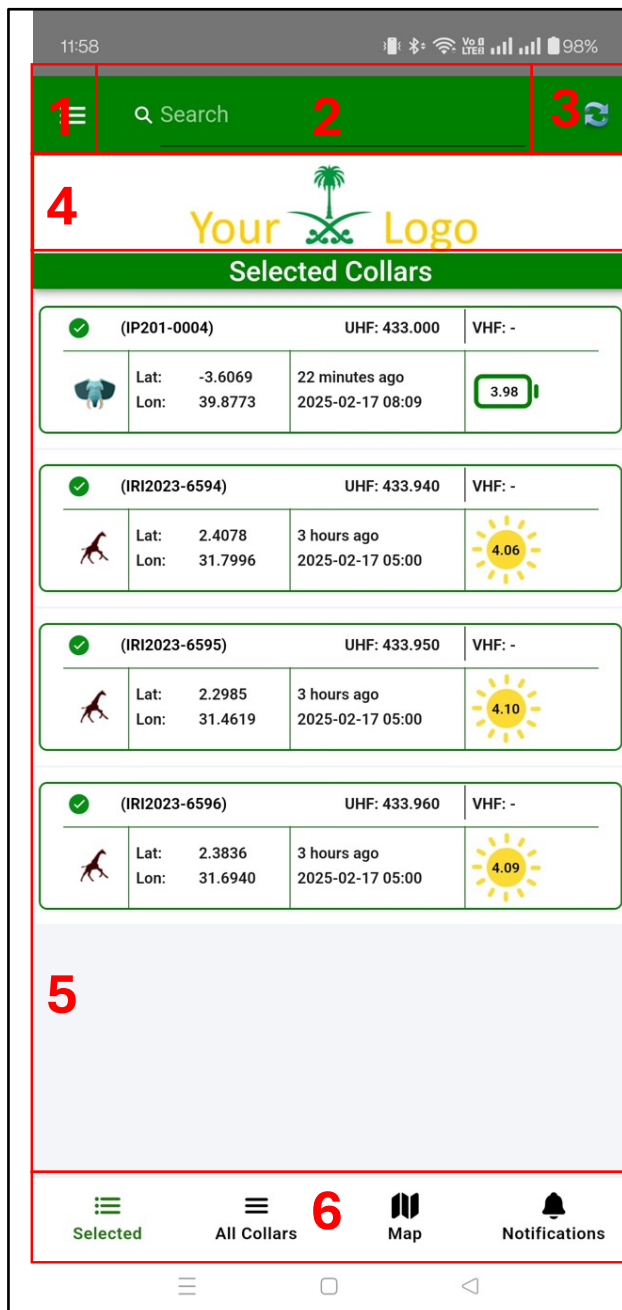 11:58 Vo LTE 98%
1 Search 2 3
4
Your Logo
Selected Collars
(IP201-0004) UHF: 433.000 VHF: -
Lat: -3.6069 22 minutes ago 3.98
Lon: 39.8773 2025-02-17 08:09
(IRI2023-6594) UHF: 433.940 VHF: -
Lat: 2.4078 3 hours ago 4.06
Lon: 31.7996 2025-02-17 05:00
(IRI2023-6595) UHF: 433.950 VHF: -
Lat: 2.2985 3 hours ago 4.10
Lon: 31.4619 2025-02-17 05:00
(IRI2023-6596) UHF: 433.960 VHF: -
Lat: 2.3836 3 hours ago 4.09
Lon: 31.6940 2025-02-17 05:00
5
6
Selected All Collars Map Notifications